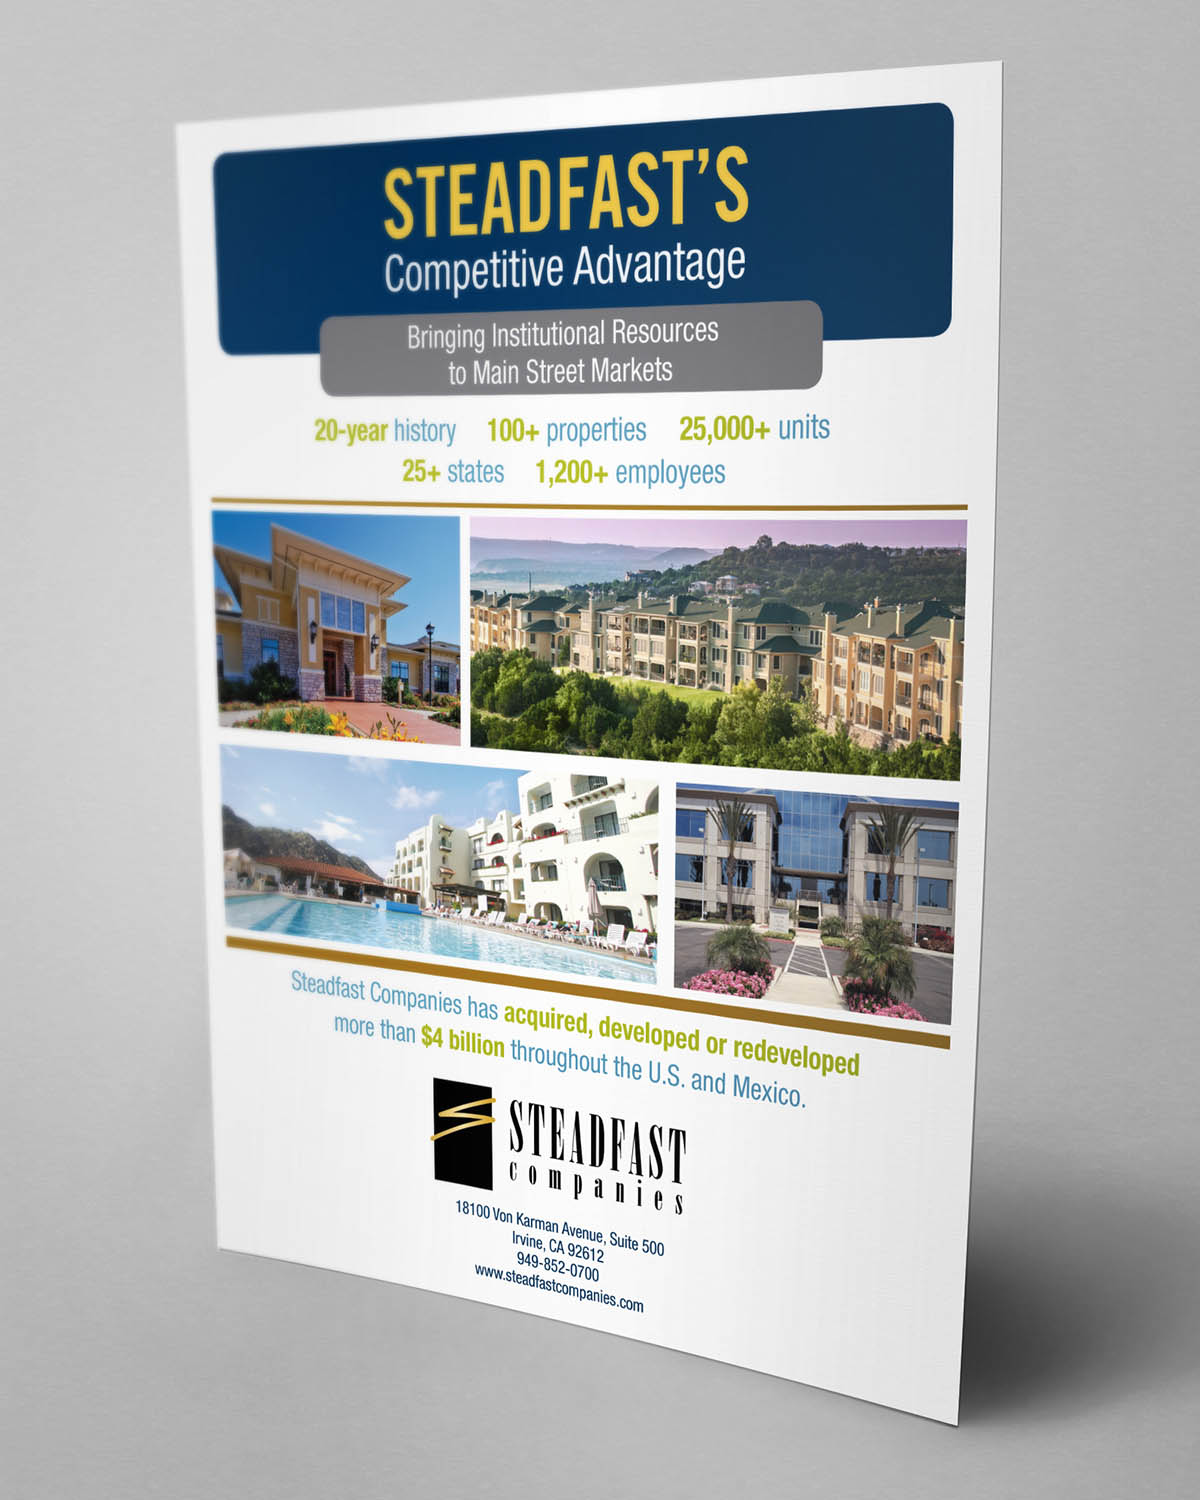 STEADFAST'S
Competitive Advantage
Bringing Institutional Resources
to Main Street Markets
20-year history 100+ properties 25,000+ units
25+ states 1,200+ employees
Steadfast Companies has acquired, developed or redeveloped
more than $4 billion throughout the U.S. and Mexico.
STEADFAST
companies
18100 Von Karman Avenue, Suite 500
Irvine, CA 92612
949-852-0700
www.steadfastcompanies.com